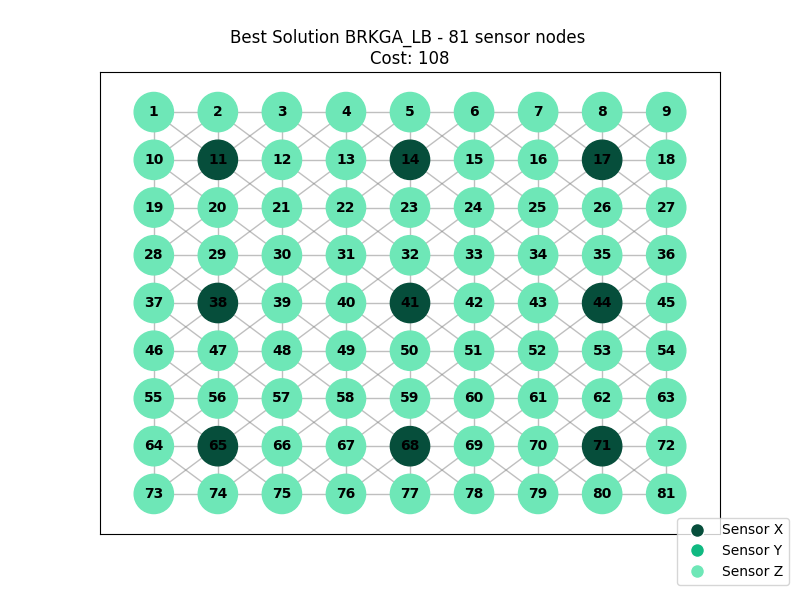 Best Solution BRKGA_LB - 81 sensor nodes
Cost: 108
1 2 3 4 5 6 7 8 9
10 11 12 13 14 15 16 17 18
19 20 21 22 23 24 25 26 27
28 29 30 31 32 33 34 35 36
37 38 39 40 41 42 43 44 45
46 47 48 49 50 51 52 53 54
55 56 57 58 59 60 61 62 63
64 65 66 67 68 69 70 71 72
73 74 75 76 77 78 79 80 81
Sensor X
Sensor Y
Sensor Z